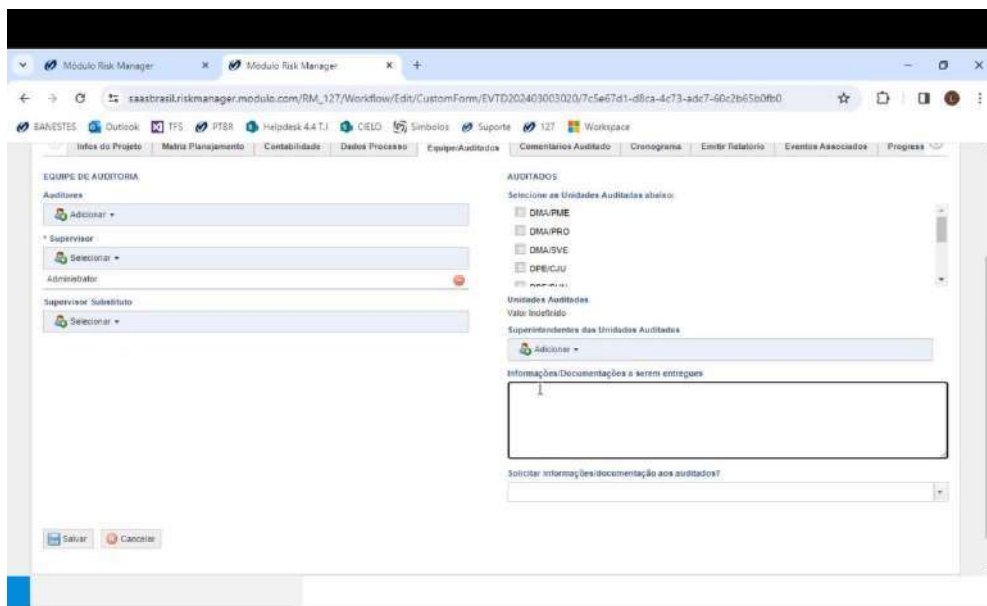 Módulo Risk Manager
Módulo Risk Manager
saasbrasil.riskmanager.modulo.com/RM_127/Workflow/Edit/CustomForm/EVTD202403003020/7c5e67d1-d8ca-4c73-adc7-60c2b65b0fb0
BANESTES Outlook TFS PTBR Helpdesk 4.4 T.I CIELO Símbolos Suporte 127 Workspace
Infos do Projeto Matriz Planejamento Contabilidade Dados Processo Equipe/Auditados Comentários Auditado Cronograma Emitir Relatório Eventos Associados Progress
EQUIPE DE AUDITORIA
Auditores
Adicionar
* Supervisor
Selecionar
Administrator
Supervisor Substituto
Selecionar
AUDITADOS
Selecione as Unidades Auditadas abaixo:
DMA/PME
DMA/PRO
DMA/SVE
DPE/CJU
Unidades Auditadas
Valor Indefinido
Superintendentes das Unidades Auditadas
Adicionar
Informações/Documentações a serem entregues
Solicitar informações/documentação aos auditados?
Salvar Cancelar